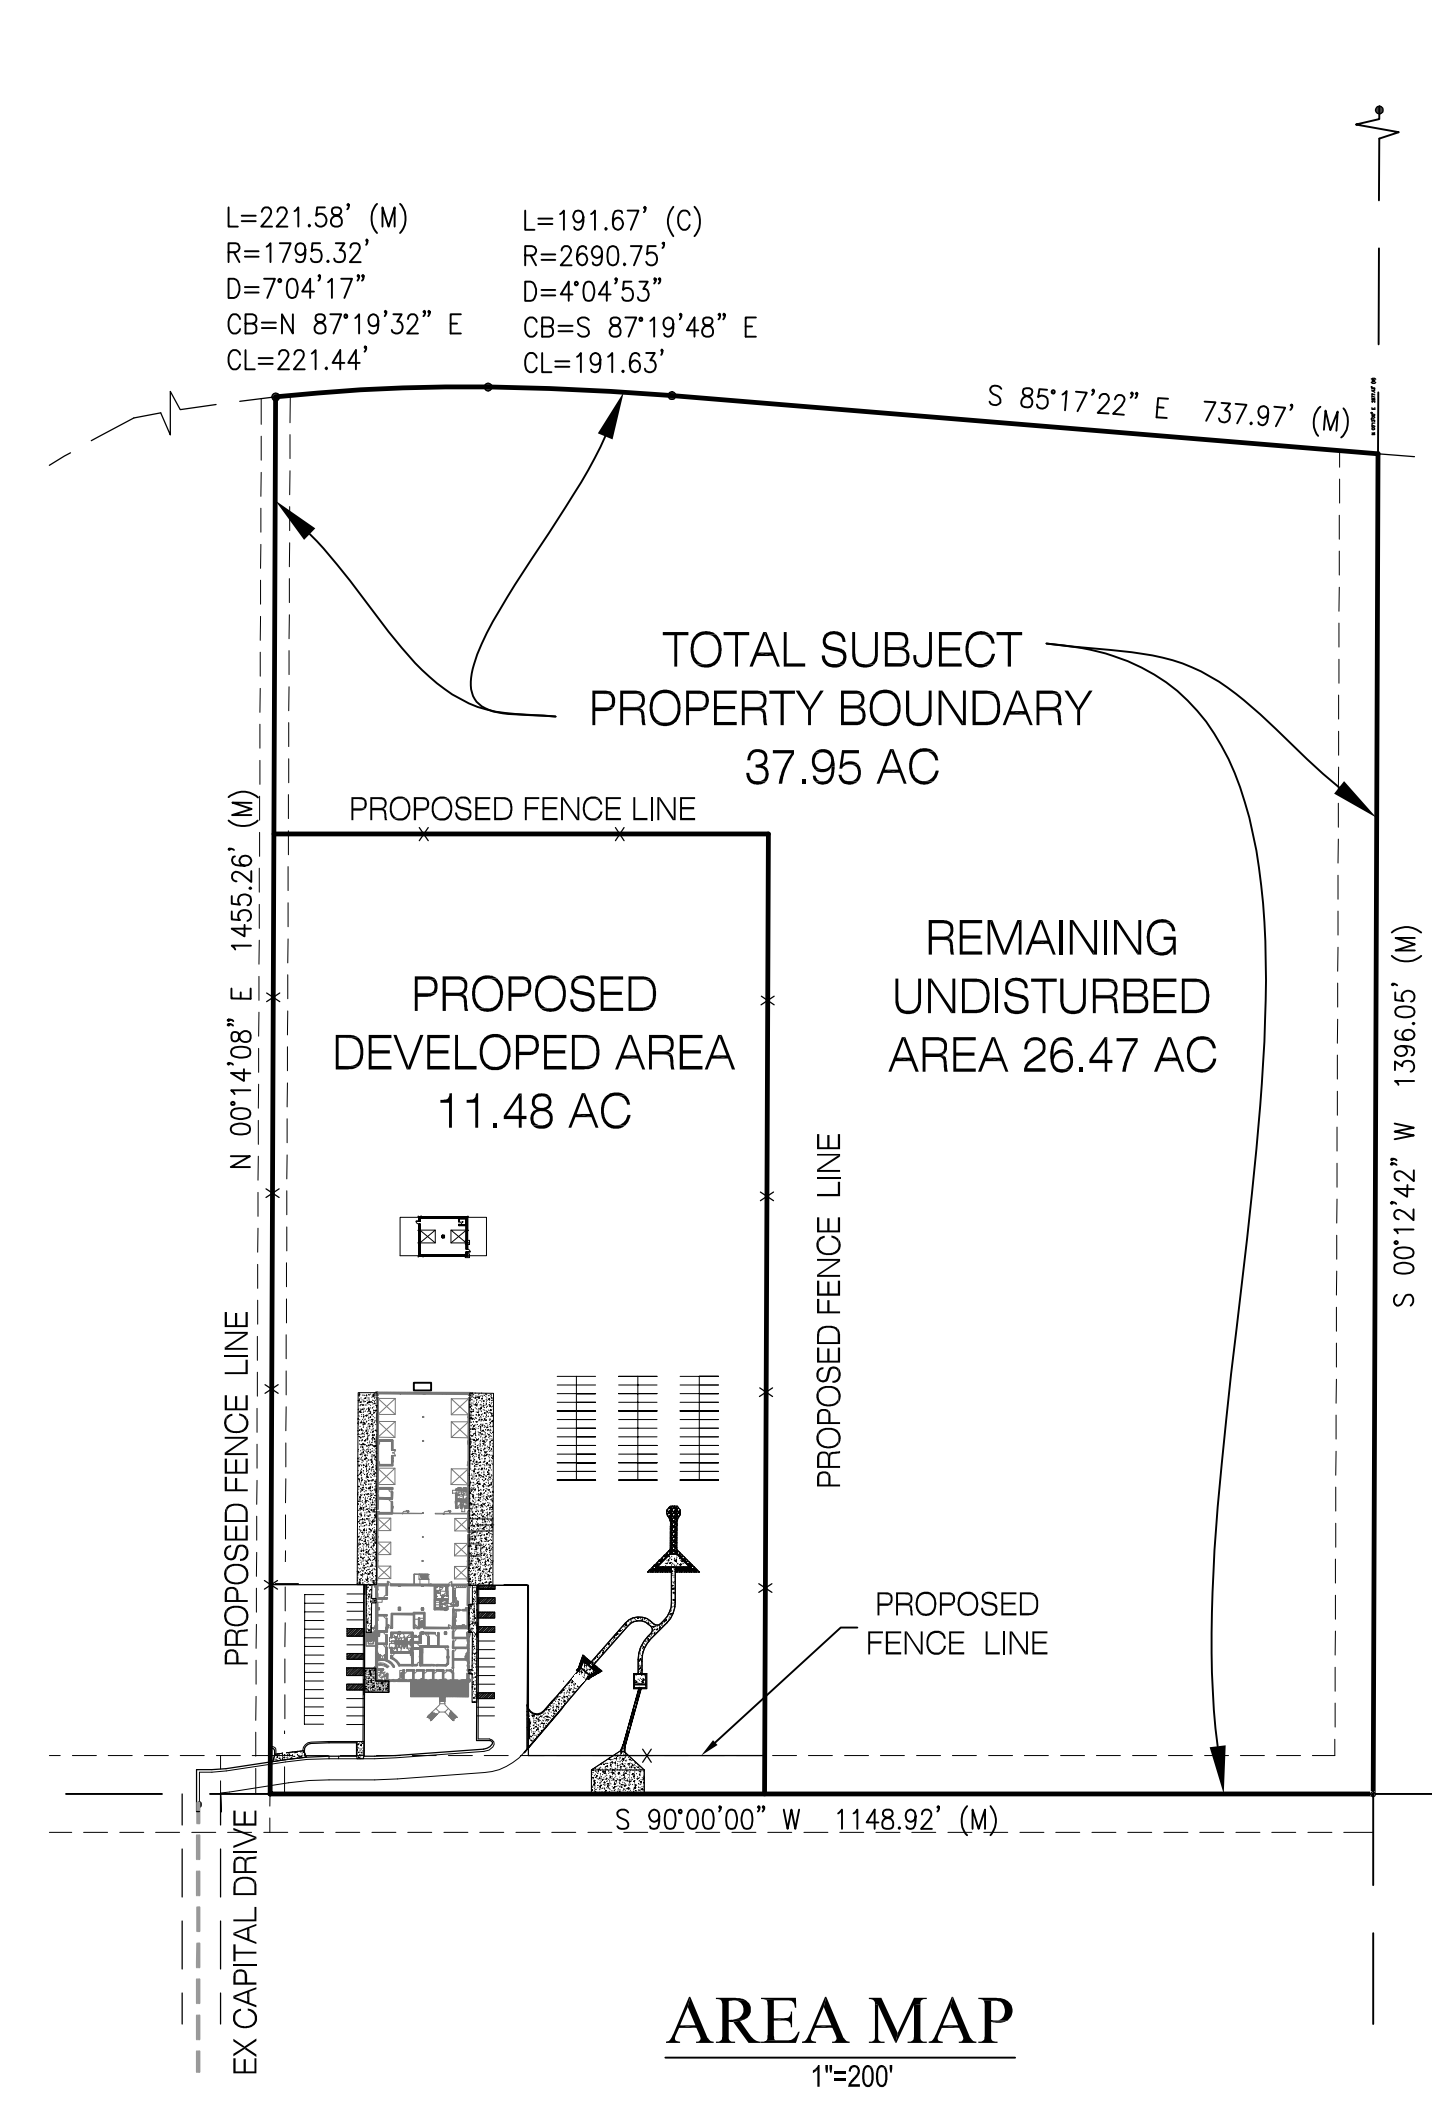 L=221.58' (M)
R=1795.32'
D=7°04'17"
CB=N 87°19'32" E
CL=221.44'
L=191.67' (C)
R=2690.75'
D=4°04'53"
CB=S 87°19'48" E
CL=191.63'
S 85°17'22" E 737.97' (M)
TOTAL SUBJECT
PROPERTY BOUNDARY
37.95 AC
PROPOSED FENCE LINE
N 00°14'08" E 1455.26' (M)
REMAINING
UNDISTURBED
AREA 26.47 AC
PROPOSED
DEVELOPED AREA
11.48 AC
S 00°12'42" W 1396.05' (M)
PROPOSED FENCE LINE
PROPOSED FENCE LINE
PROPOSED
FENCE LINE
S 90°00'00" W 1148.92' (M)
EX CAPITAL DRIVE
AREA MAP
1"=200'